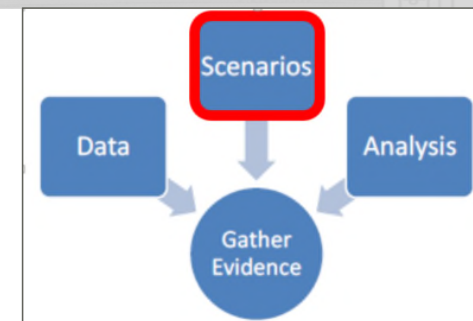 Scenarios
Data
Analysis
Gather
Evidence